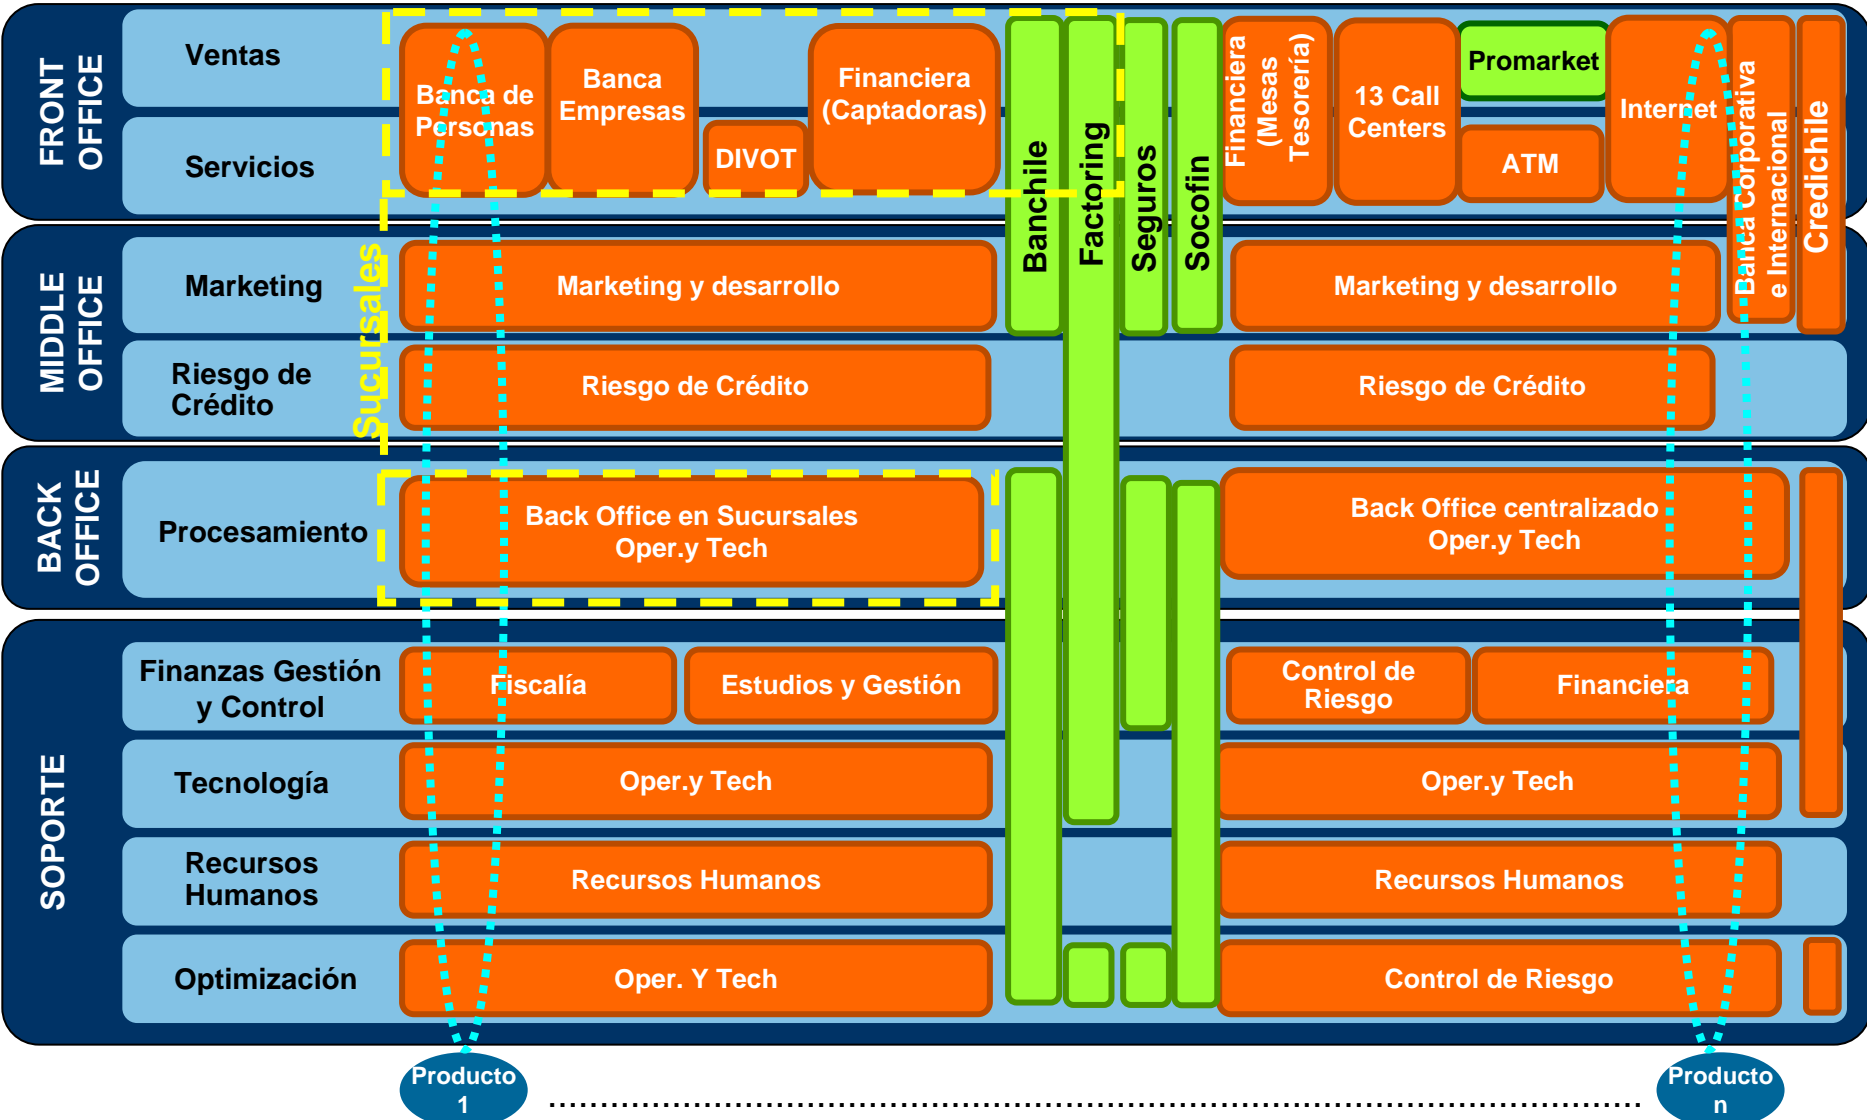 FRONT
OFFICE
Ventas
Servicios
Banca de
Personas
Banca
Empresas
DIVOT
Financiera
(Captadoras)
Banchile
Factoring
Seguros
Socofin
Financiera
(Mesas
Tesorería)
13 Call
Centers
Promarket
ATM
Internet
Banca Corporativa
e Internacional
Credichile
Sucursales
MIDDLE
OFFICE
Marketing
Marketing y desarrollo
Marketing y desarrollo
Riesgo de
Crédito
Riesgo de Crédito
Riesgo de Crédito
BACK
OFFICE
Procesamiento
Back Office en Sucursales
Oper.y Tech
Back Office centralizado
Oper.y Tech
SOPORTE
Finanzas Gestión
y Control
Fiscalía
Estudios y Gestión
Control de
Riesgo
Financiera
Tecnología
Oper.y Tech
Oper.y Tech
Recursos
Humanos
Recursos Humanos
Recursos Humanos
Optimización
Oper. Y Tech
Control de Riesgo
Producto
1
Producto
n